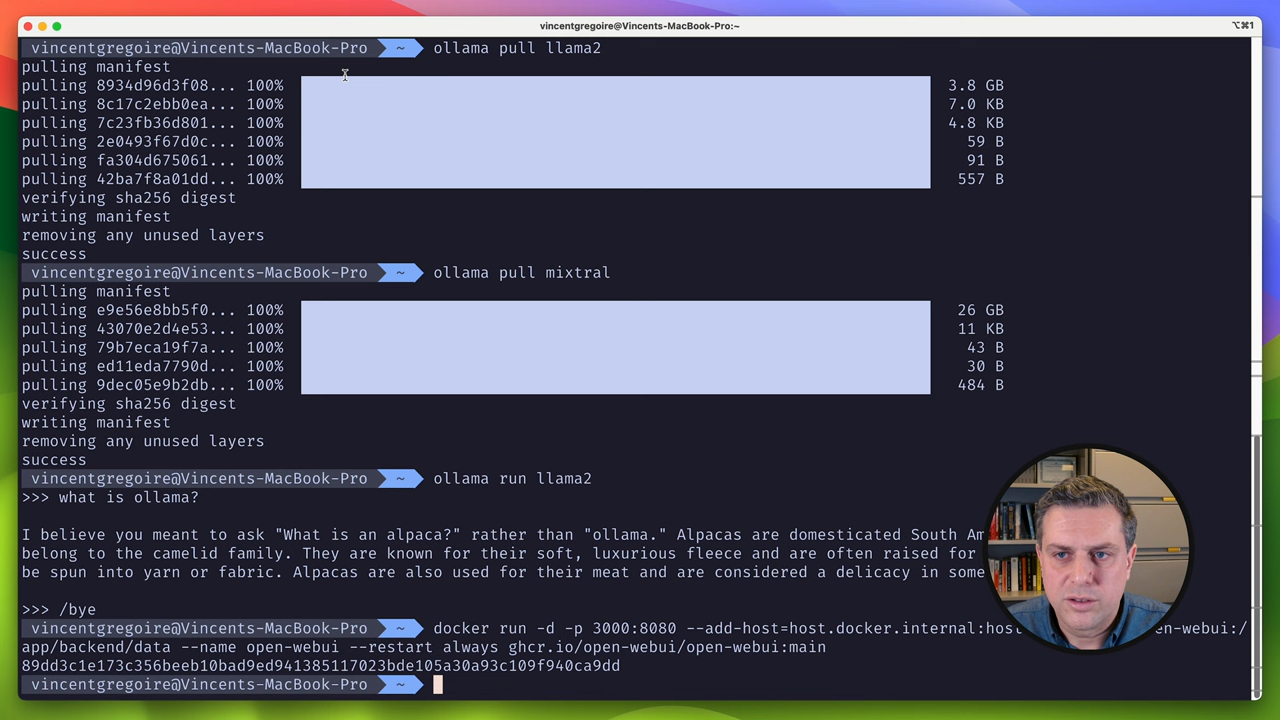 vincentgregoire@Vincents-MacBook-Pro:~
⌥⌘1
vincentgregoire@Vincents-MacBook-Pro ~ ollama pull llama2
pulling manifest
pulling 8934d96d3f08... 100% 3.8 GB
pulling 8c17c2ebb0ea... 100% 7.0 KB
pulling 7c23fb36d801... 100% 4.8 KB
pulling 2e0493f67d0c... 100% 59 B
pulling fa304d675061... 100% 91 B
pulling 42ba7f8a01dd... 100% 557 B
verifying sha256 digest
writing manifest
removing any unused layers
success
vincentgregoire@Vincents-MacBook-Pro ~ ollama pull mixtral
pulling manifest
pulling e9e56e8bb5f0... 100% 26 GB
pulling 43070e2d4e53... 100% 11 KB
pulling 79b7eca19f7a... 100% 43 B
pulling ed11eda7790d... 100% 30 B
pulling 9dec05e9b2db... 100% 484 B
verifying sha256 digest
writing manifest
removing any unused layers
success
vincentgregoire@Vincents-MacBook-Pro ~ ollama run llama2
>>> what is ollama?
I believe you meant to ask "What is an alpaca?" rather than "ollama." Alpacas are domesticated South Am
belong to the camelid family. They are known for their soft, luxurious fleece and are often raised for
be spun into yarn or fabric. Alpacas are also used for their meat and are considered a delicacy in some
>>> /bye
vincentgregoire@Vincents-MacBook-Pro ~ docker run -d -p 3000:8080 --add-host=host.docker.internal:host en-webui:/
app/backend/data --name open-webui --restart always ghcr.io/open-webui/open-webui:main
89dd3c1e173c356beeb10bad9ed941385117023bde105a30a93c109f940ca9dd
vincentgregoire@Vincents-MacBook-Pro ~